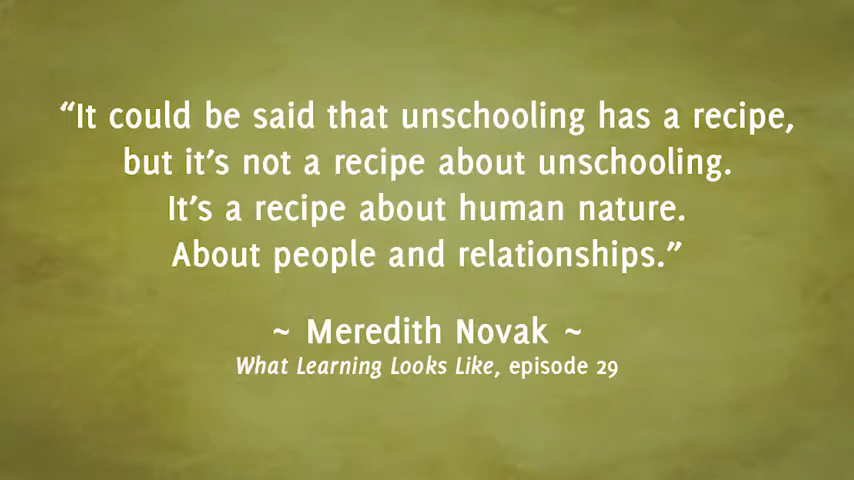 “It could be said that unschooling has a recipe,
but it’s not a recipe about unschooling.
It’s a recipe about human nature.
About people and relationships.”
~ Meredith Novak ~
What Learning Looks Like, episode 29